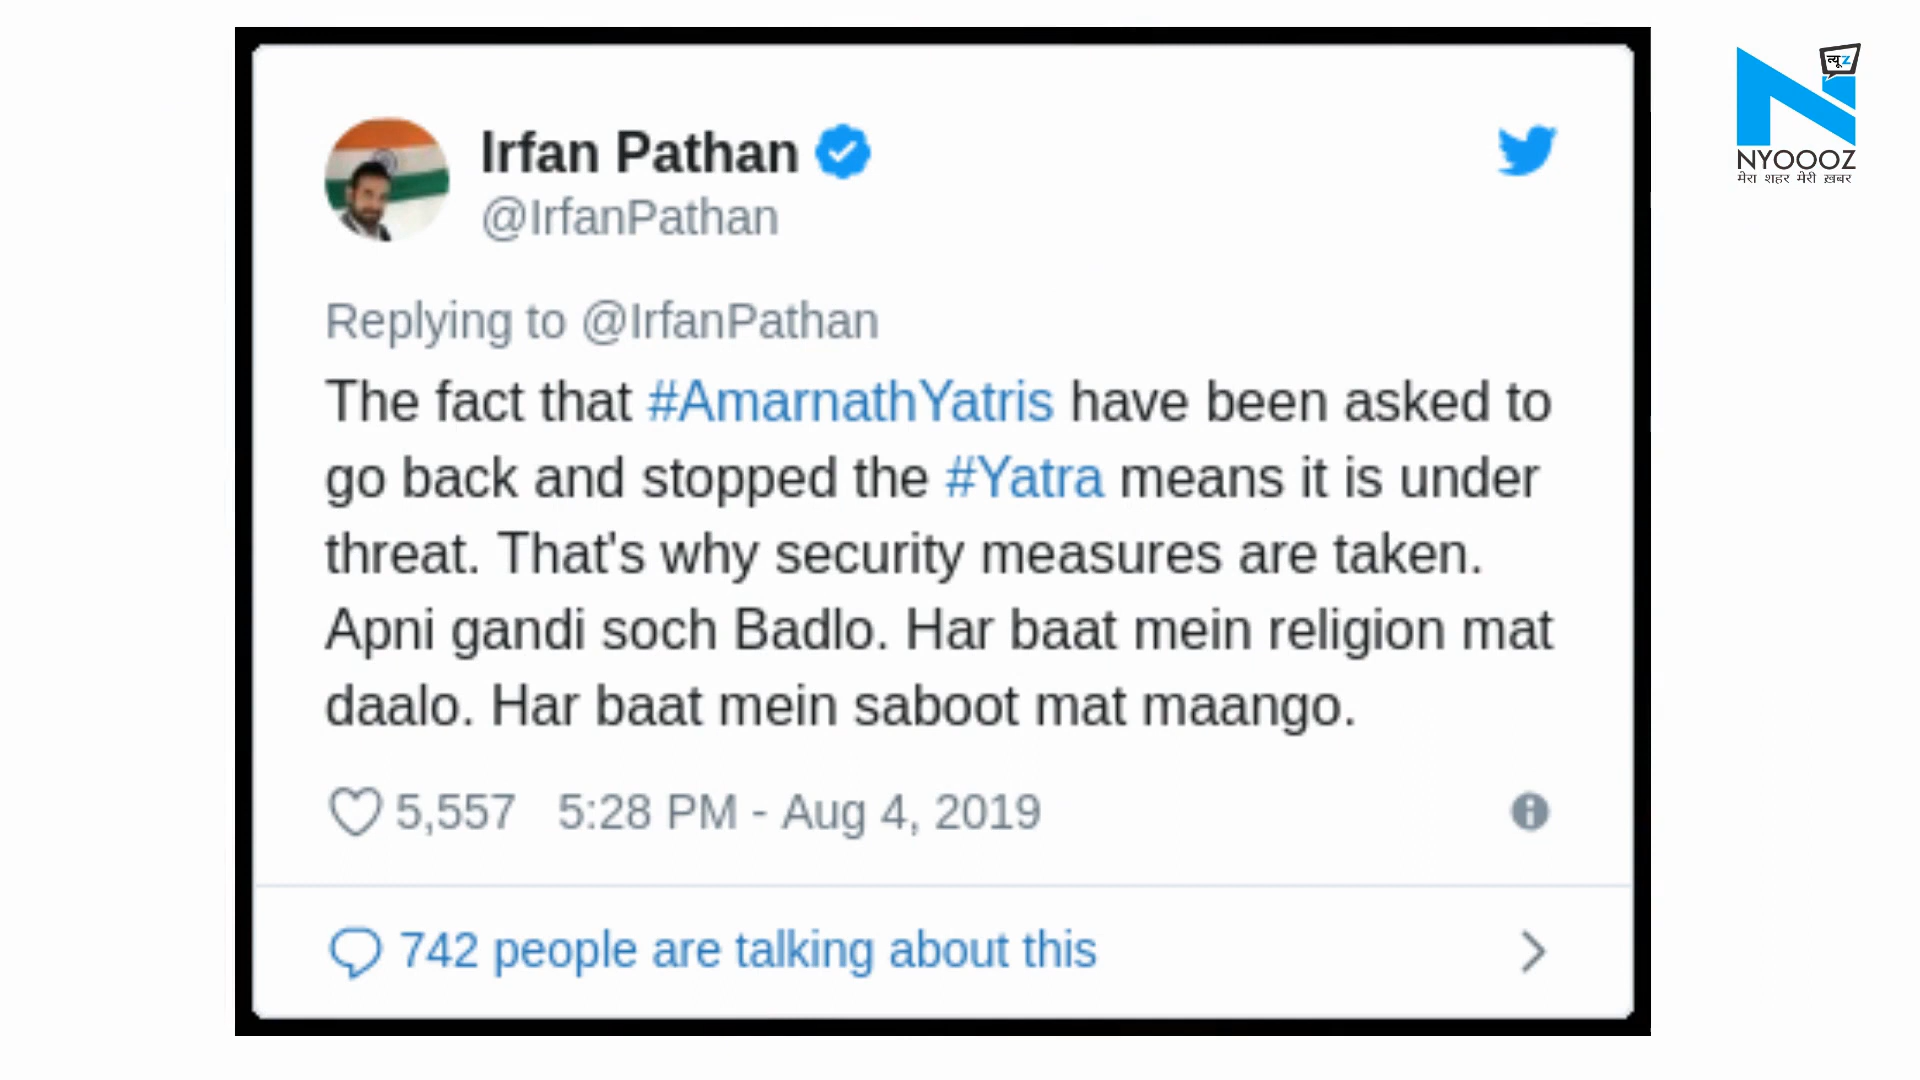 Irfan Pathan
@IrfanPathan
Replying to @IrfanPathan
The fact that #AmarnathYatris have been asked to
go back and stopped the #Yatra means it is under
threat. That's why security measures are taken.
Apni gandi soch Badlo. Har baat mein religion mat
daalo. Har baat mein saboot mat maango.
5,557 5:28 PM - Aug 4, 2019
742 people are talking about this
न्यूz
NYOOOZ
मेरा शहर मेरी ख़बर